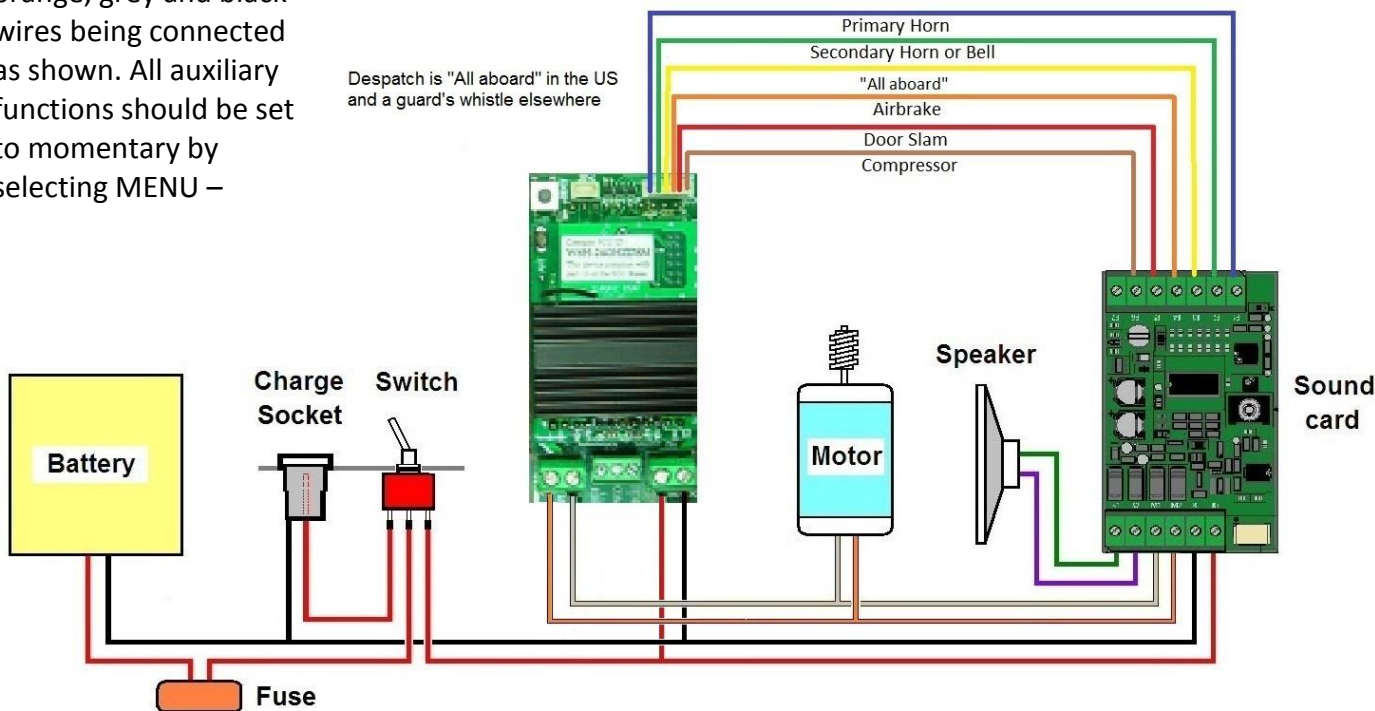 orange, grey and black
wires being connected
as shown. All auxiliary
functions should be set
to momentary by
selecting MENU –
Despatch is "All aboard" in the US
and a guard's whistle elsewhere
Primary Horn
Secondary Horn or Bell
"All aboard"
Airbrake
Door Slam
Compressor
Charge
Socket
Switch
Battery
Motor
Speaker
Sound
card
Fuse